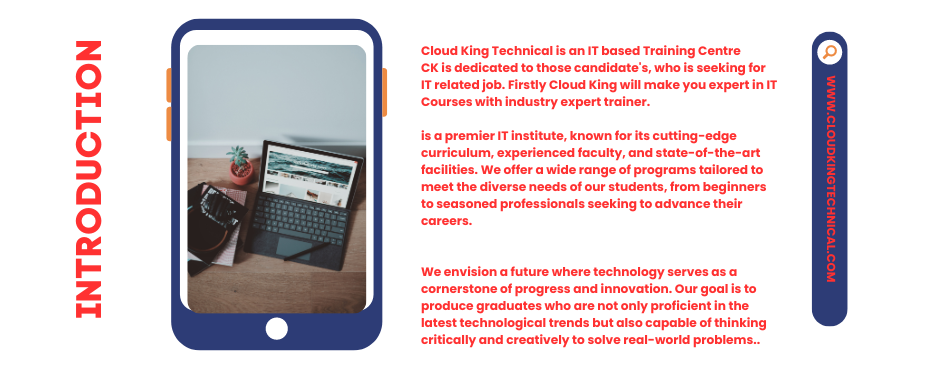 INTRODUCTION
Cloud King Technical is an IT based Training Centre
CK is dedicated to those candidate's, who is seeking for
IT related job. Firstly Cloud King will make you expert in IT
Courses with industry expert trainer.
is a premier IT institute, known for its cutting-edge
curriculum, experienced faculty, and state-of-the-art
facilities. We offer a wide range of programs tailored to
meet the diverse needs of our students, from beginners
to seasoned professionals seeking to advance their
careers.
We envision a future where technology serves as a
cornerstone of progress and innovation. Our goal is to
produce graduates who are not only proficient in the
latest technological trends but also capable of thinking
critically and creatively to solve real-world problems..
WWW.CLOUDKINGTECHNICAL.COM